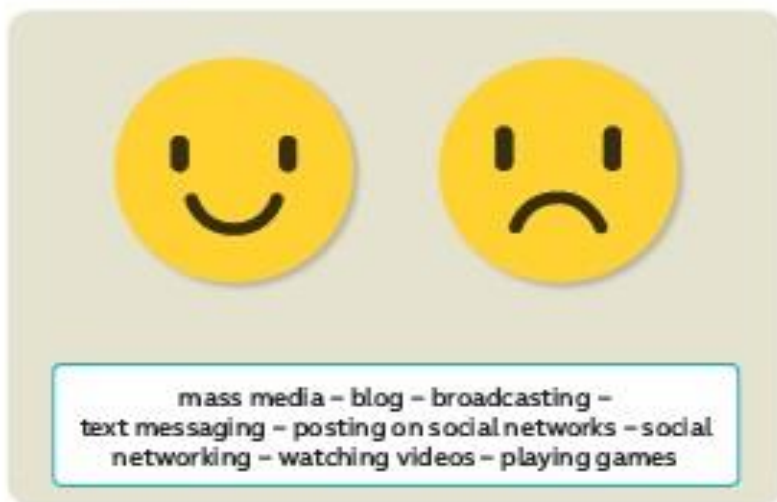 mass media – blog – broadcasting –
text messaging – posting on social networks – social
networking – watching videos – playing games